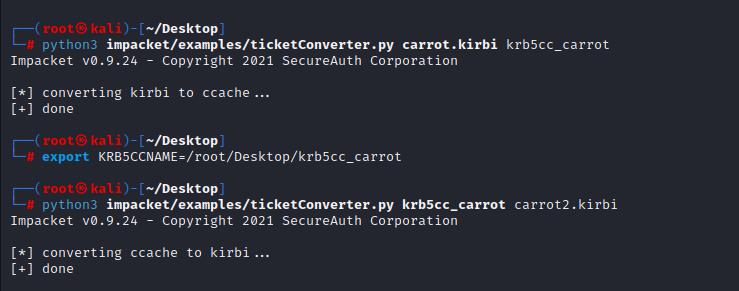 ┌──(root㉿kali)-[~/Desktop]
└─# python3 impacket/examples/ticketConverter.py carrot.kirbi krb5cc_carrot
Impacket v0.9.24 - Copyright 2021 SecureAuth Corporation
[*] converting kirbi to ccache...
[+] done
┌──(root㉿kali)-[~/Desktop]
└─# export KRB5CCNAME=/root/Desktop/krb5cc_carrot
┌──(root㉿kali)-[~/Desktop]
└─# python3 impacket/examples/ticketConverter.py krb5cc_carrot carrot2.kirbi
Impacket v0.9.24 - Copyright 2021 SecureAuth Corporation
[*] converting ccache to kirbi...
[+] done